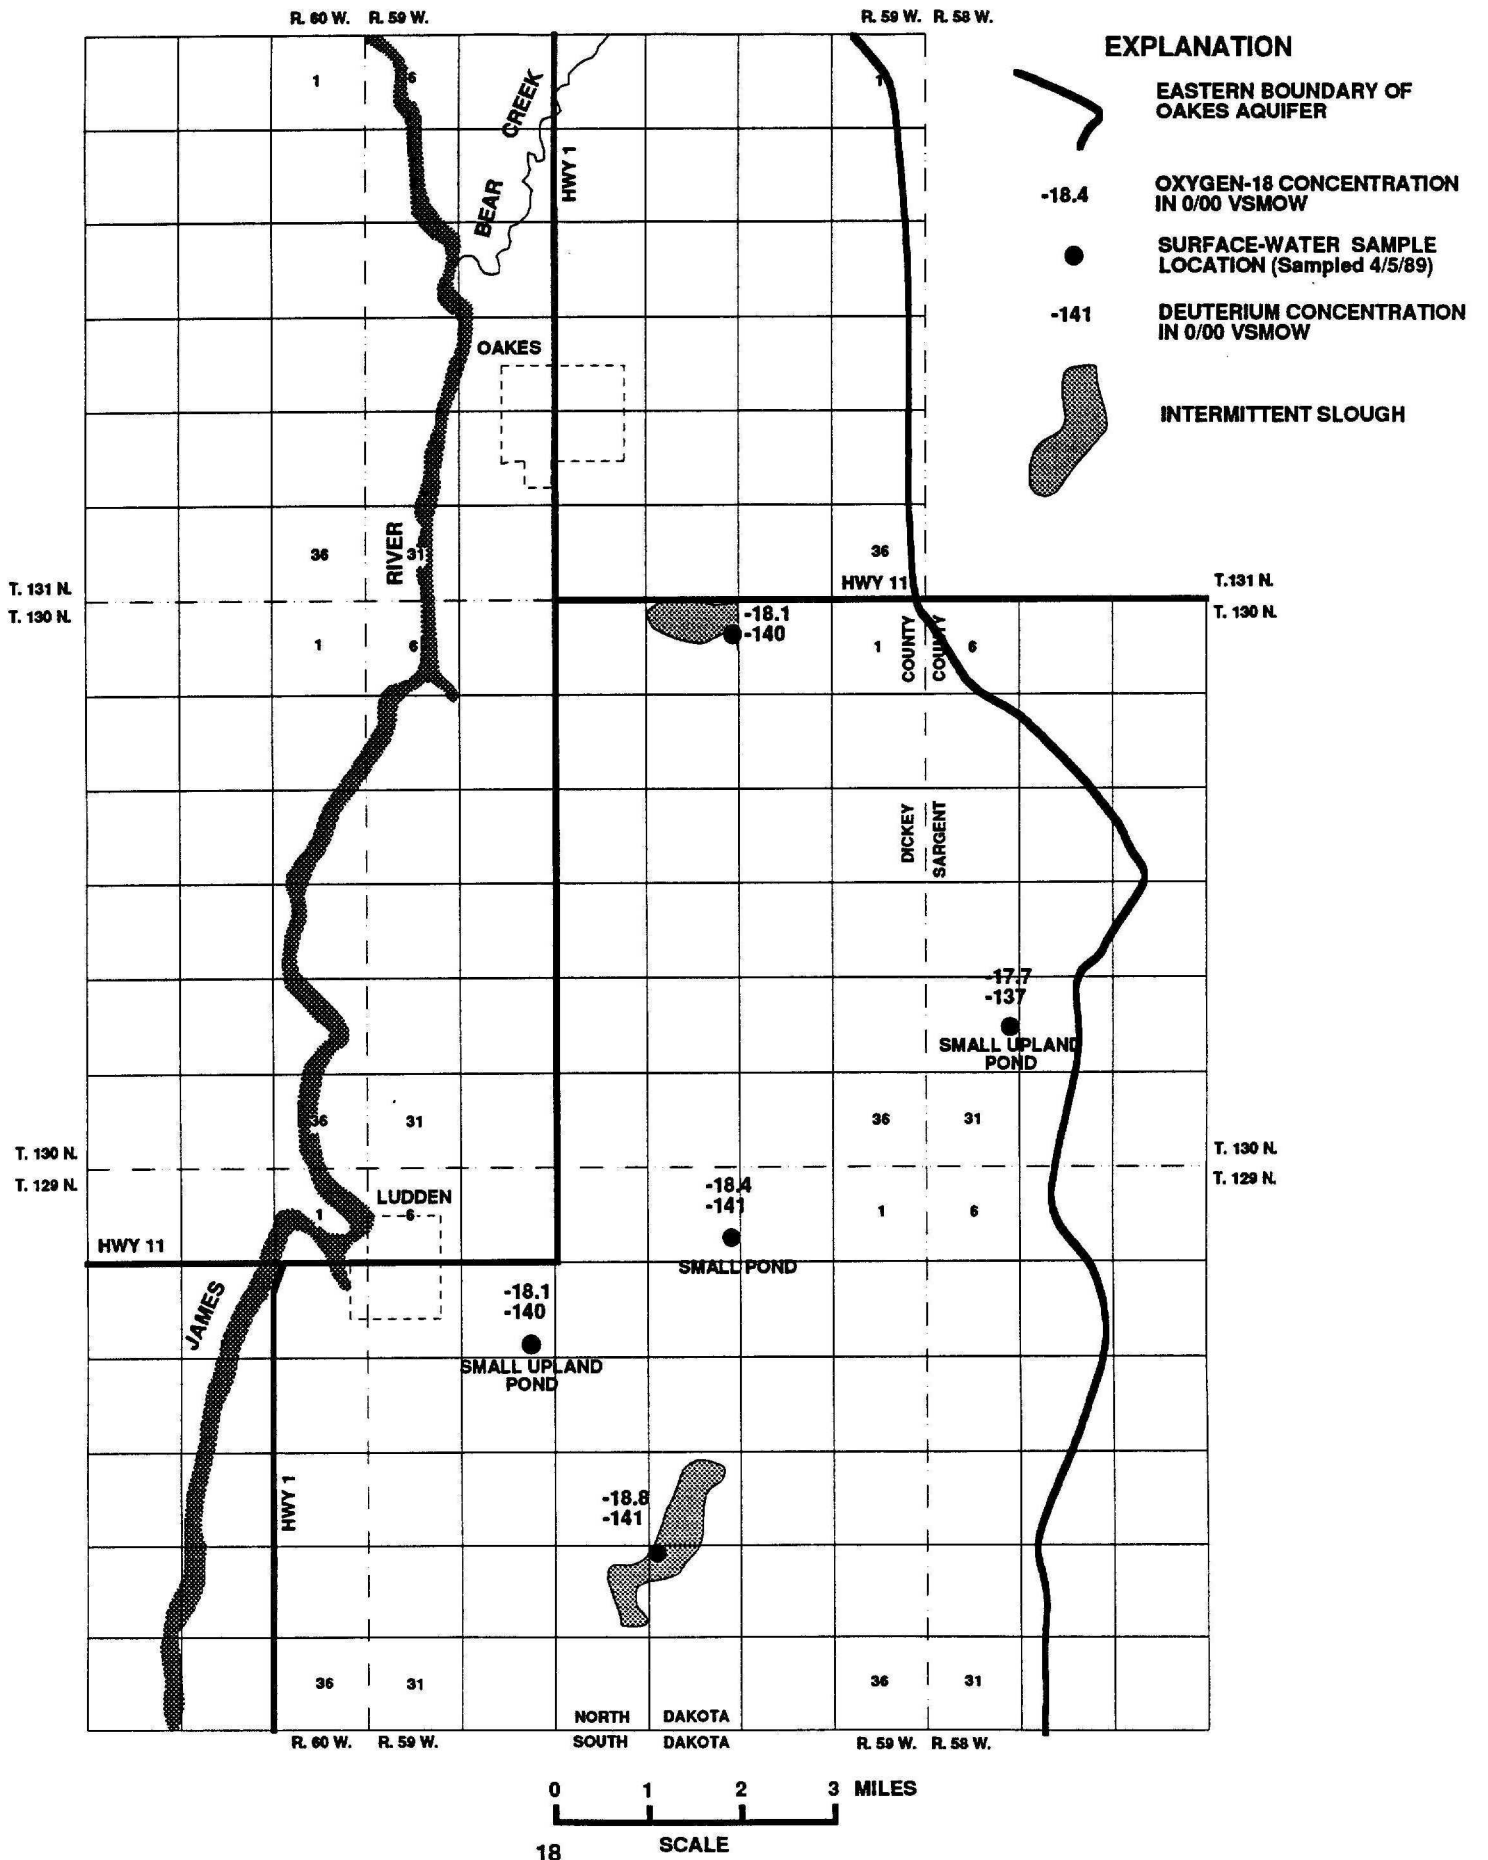 R. 60 W. R. 59 W.
R. 59 W. R. 58 W.
EXPLANATION
EASTERN BOUNDARY OF
OAKES AQUIFER
-18.4
OXYGEN-18 CONCENTRATION
IN 0/00 VSMOW
SURFACE-WATER SAMPLE
LOCATION (Sampled 4/5/89)
-141
DEUTERIUM CONCENTRATION
IN 0/00 VSMOW
INTERMITTENT SLOUGH
1
6
1
BEAR CREEK
HWY 1
OAKES
RIVER
36
31
36
HWY 11
T. 131 N.
T. 130 N.
T.131 N.
T. 130 N.
-18.1
-140
1
6
1
6
COUNTY
COUNTY
DICKEY
SARGENT
-17.7
-137
SMALL UPLAND
POND
36
31
36
31
T. 130 N.
T. 129 N.
T. 130 N.
T. 129 N.
LUDDEN
1
6
-18.4
-141
SMALL POND
1
6
HWY 11
JAMES
-18.1
-140
SMALL UPLAND
POND
HWY 1
-18.8
-141
36
31
36
31
NORTH DAKOTA
SOUTH DAKOTA
R. 60 W. R. 59 W.
R. 59 W. R. 58 W.
0 1 2 3 MILES
SCALE
18